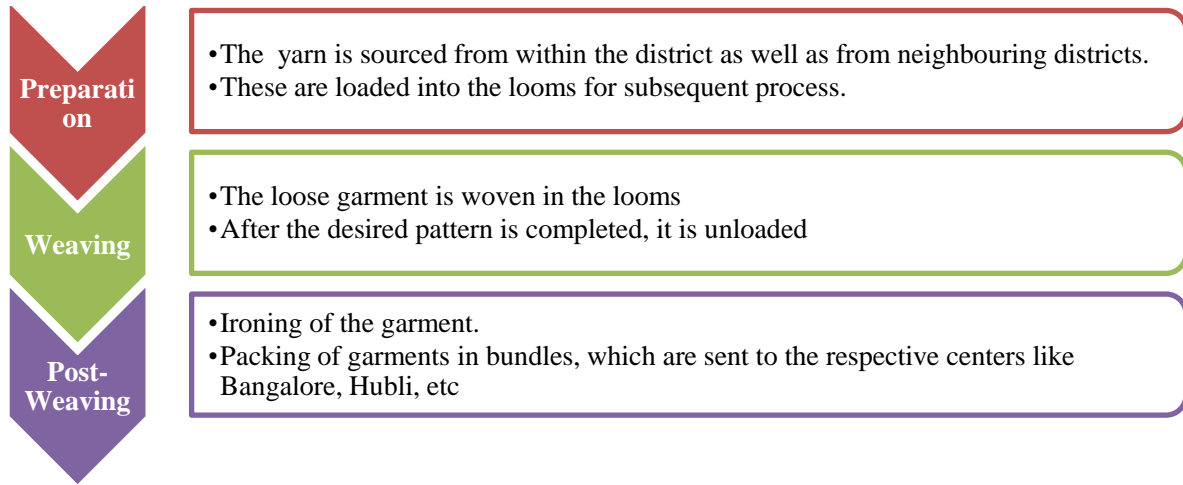 Preparati
on
•The  yarn is sourced from within the district as well as from neighbouring districts.
•These are loaded into the looms for subsequent process.
Weaving
•The loose garment is woven in the looms
•After the desired pattern is completed, it is unloaded
Post-
Weaving
•Ironing of the garment.
•Packing of garments in bundles, which are sent to the respective centers like
Bangalore, Hubli, etc